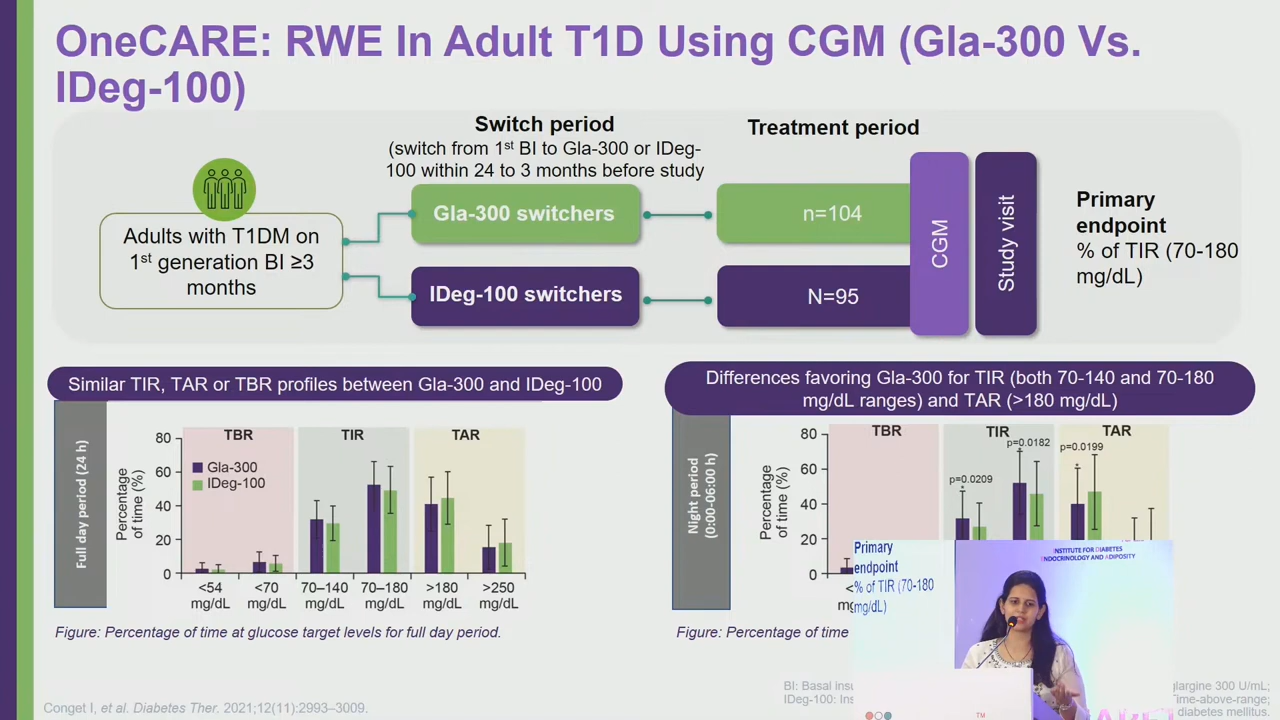 OneCARE: RWE In Adult T1D Using CGM (Gla-300 Vs.
IDeg-100)
Switch period
(switch from 1st BI to Gla-300 or IDeg-
100 within 24 to 3 months before study
Treatment period
Adults with T1DM on
1st generation BI ≥3
months
Gla-300 switchers
n=104
IDeg-100 switchers
N=95
CGM
Study visit
Primary
endpoint
% of TIR (70-180
mg/dL)
Similar TIR, TAR or TBR profiles between Gla-300 and IDeg-100
Full day period (24 h)
Percentage
of time (%)
80
60
40
20
0
TBR
TIR
TAR
Gla-300
IDeg-100
<54
mg/dL
<70
mg/dL
70–140
mg/dL
70–180
mg/dL
>180
mg/dL
>250
mg/dL
Figure: Percentage of time at glucose target levels for full day period.
Differences favoring Gla-300 for TIR (both 70-140 and 70-180
mg/dL ranges) and TAR (>180 mg/dL)
Night period
(0:00-06:00 h)
Percentage
of time (%)
80
60
40
20
0
TBR
TIR
TAR
p=0.0209
p=0.0182
p=0.0199
Figure: Percentage of time
Primary
endpoint
% of TIR (70-180
mg/dL)
INSTITUTE FOR DIABETES
ENDOCRINOLOGY AND ADIPOSITY
TM
BI: Basal
IDeg-100:
300 U/mL;
diabetes mellitus.
Conget I, et al. Diabetes Ther. 2021;12(11):2993–3009.